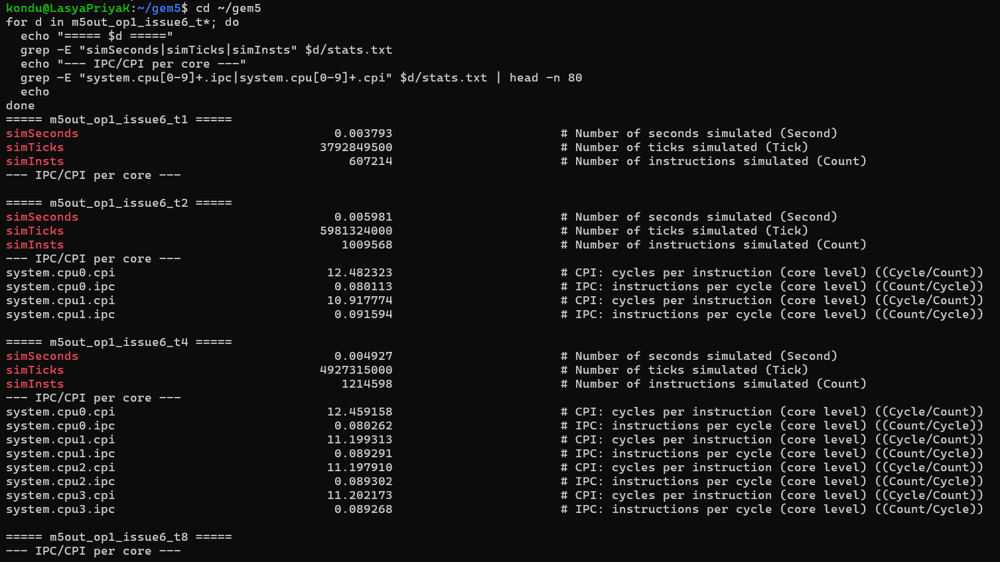 kondu@LasyaPriyaK:~/gem5$ cd ~/gem5
for d in m5out_op1_issue6_t*; do
  echo "===== $d ====="
  grep -E "simSeconds|simTicks|simInsts" $d/stats.txt
  echo "--- IPC/CPI per core ---"
  grep -E "system.cpu[0-9]+.ipc|system.cpu[0-9]+.cpi" $d/stats.txt | head -n 80
  echo
done
===== m5out_op1_issue6_t1 =====
simSeconds                                   0.003793                       # Number of seconds simulated (Second)
simTicks                                   3792849500                       # Number of ticks simulated (Tick)
simInsts                                       607214                       # Number of instructions simulated (Count)
--- IPC/CPI per core ---

===== m5out_op1_issue6_t2 =====
simSeconds                                   0.005981                       # Number of seconds simulated (Second)
simTicks                                   5981324000                       # Number of ticks simulated (Tick)
simInsts                                      1009568                       # Number of instructions simulated (Count)
--- IPC/CPI per core ---
system.cpu0.cpi                             12.482323                       # CPI: cycles per instruction (core level) ((Cycle/Count))
system.cpu0.ipc                              0.080113                       # IPC: instructions per cycle (core level) ((Count/Cycle))
system.cpu1.cpi                             10.917774                       # CPI: cycles per instruction (core level) ((Cycle/Count))
system.cpu1.ipc                              0.091594                       # IPC: instructions per cycle (core level) ((Count/Cycle))

===== m5out_op1_issue6_t4 =====
simSeconds                                   0.004927                       # Number of seconds simulated (Second)
simTicks                                   4927315000                       # Number of ticks simulated (Tick)
simInsts                                      1214598                       # Number of instructions simulated (Count)
--- IPC/CPI per core ---
system.cpu0.cpi                             12.459158                       # CPI: cycles per instruction (core level) ((Cycle/Count))
system.cpu0.ipc                              0.080262                       # IPC: instructions per cycle (core level) ((Count/Cycle))
system.cpu1.cpi                             11.199313                       # CPI: cycles per instruction (core level) ((Cycle/Count))
system.cpu1.ipc                              0.089291                       # IPC: instructions per cycle (core level) ((Count/Cycle))
system.cpu2.cpi                             11.197910                       # CPI: cycles per instruction (core level) ((Cycle/Count))
system.cpu2.ipc                              0.089302                       # IPC: instructions per cycle (core level) ((Count/Cycle))
system.cpu3.cpi                             11.202173                       # CPI: cycles per instruction (core level) ((Cycle/Count))
system.cpu3.ipc                              0.089268                       # IPC: instructions per cycle (core level) ((Count/Cycle))

===== m5out_op1_issue6_t8 =====
--- IPC/CPI per core ---